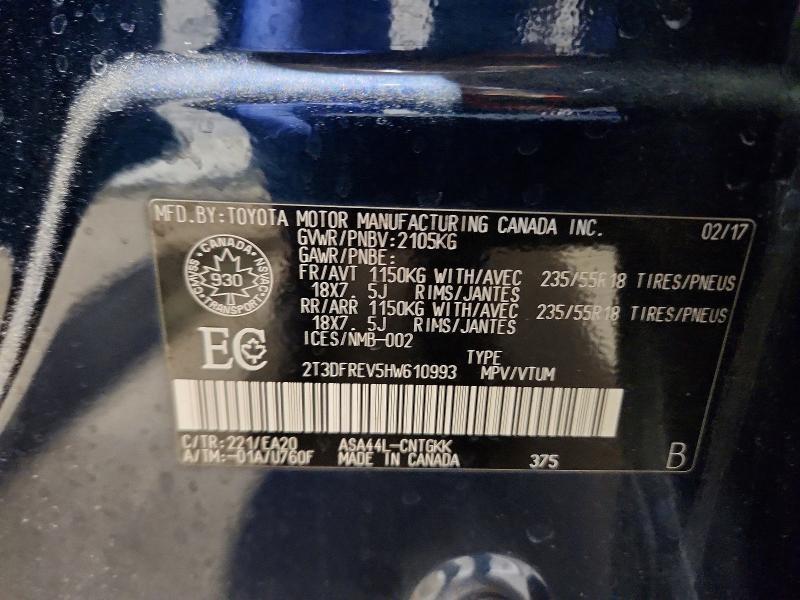 MFD.BY:TOYOTA MOTOR MANUFACTURING CANADA INC. 02/17
GVWR/PNBV:2105KG
GAWR/PNBE:
FR/AVT 1150KG WITH/AVEC 235/55R18 TIRES/PNEUS
18X7.5J RIMS/JANTES
RR/ARR 1150KG WITH/AVEC 235/55R18 TIRES/PNEUS
18X7.5J RIMS/JANTES
ICES/NMB-002
CANADA
CMVSS NSVAC
930
TRANSPORT
EC
TYPE
2T3DFREV5HW610993 MPV/VTUM
C/TR:221/EA20 ASA44L-CNTGKK
A/TM:-01A/U760F MADE IN CANADA 375 B